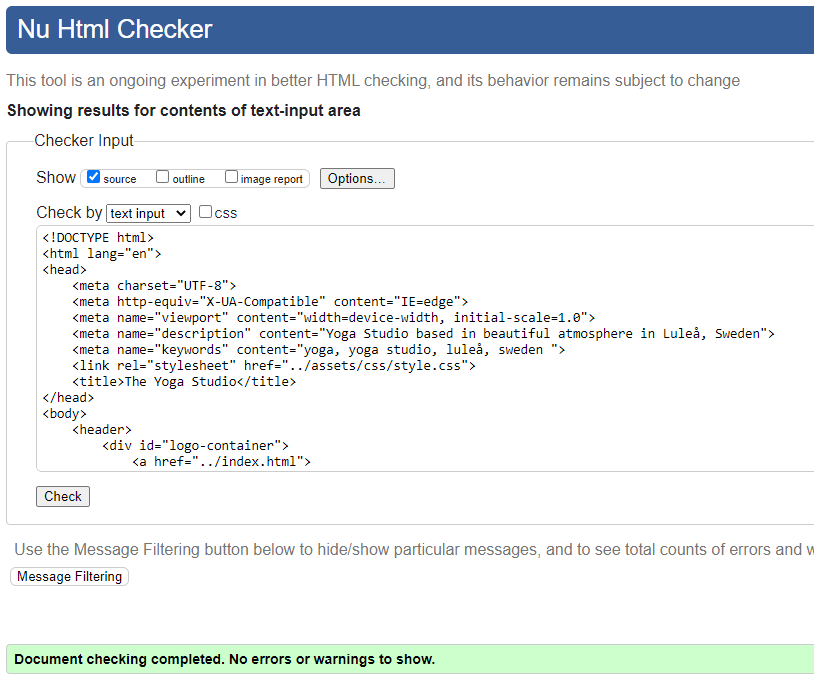 Nu Html Checker
This tool is an ongoing experiment in better HTML checking, and its behavior remains subject to change
Showing results for contents of text-input area
Checker Input
Show source outline image report Options...
Check by text input css
<!DOCTYPE html>
<html lang="en">
<head>
    <meta charset="UTF-8">
    <meta http-equiv="X-UA-Compatible" content="IE=edge">
    <meta name="viewport" content="width=device-width, initial-scale=1.0">
    <meta name="description" content="Yoga Studio based in beautiful atmosphere in Luleå, Sweden">
    <meta name="keywords" content="yoga, yoga studio, luleå, sweden ">
    <link rel="stylesheet" href="../assets/css/style.css">
    <title>The Yoga Studio</title>
</head>
<body>
    <header>
        <div id="logo-container">
            <a href="../index.html">
Check
Use the Message Filtering button below to hide/show particular messages, and to see total counts of errors and
Message Filtering
Document checking completed. No errors or warnings to show.